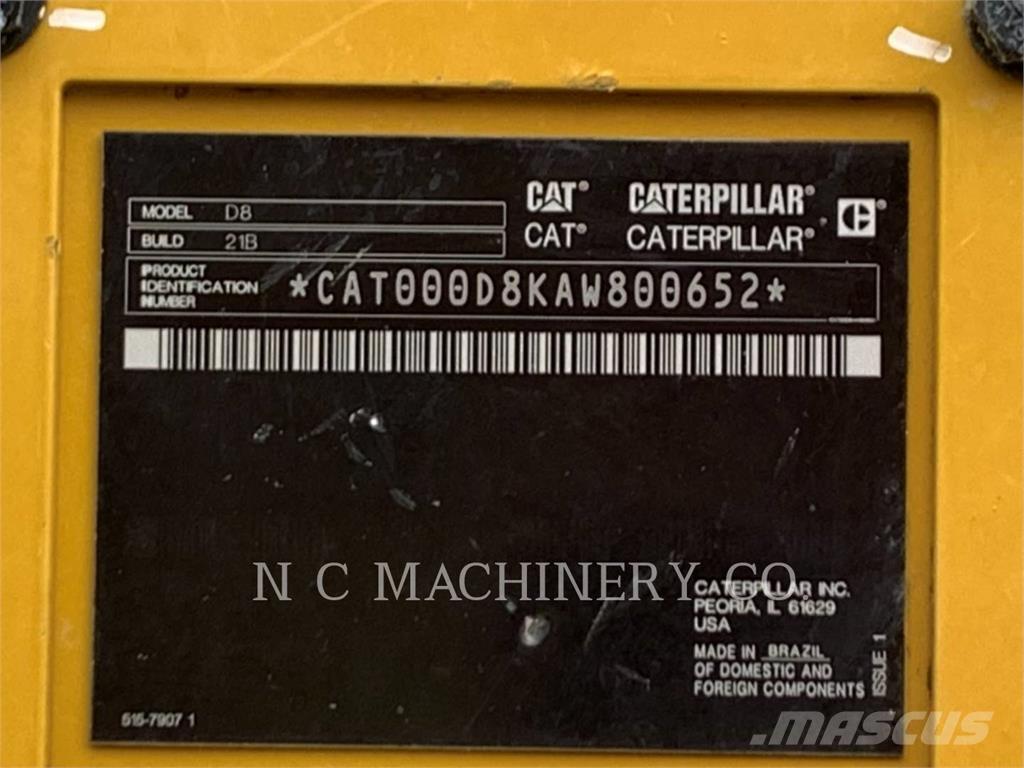 CAT® CATERPILLAR®
CAT® CATERPILLAR®
MODEL D8
BUILD 21B
PRODUCT
IDENTIFICATION
NUMBER
*CAT000D8KAW800652*
N C MACHINERY CO.
CATERPILLAR INC.
PEORIA, IL 61629
USA
MADE IN BRAZIL
OF DOMESTIC AND
FOREIGN COMPONENTS
ISSUE 1
515-7907 1
MASCUS